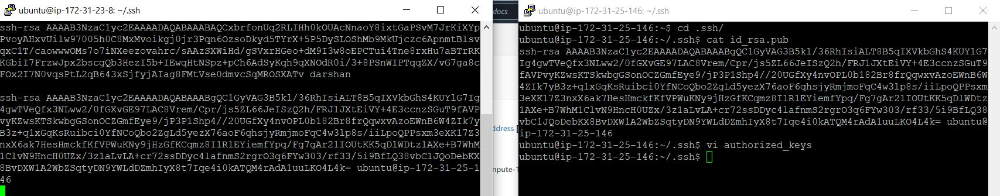 ubuntu@ip-172-31-23-8: ~/.ssh
ssh-rsa AAAAB3NzaC1yc2EAAAADAQABAAABAQCxbrfonUq2RLIHh0kOUAcNnaoY8ixtGaPSvM7JrKiXYp
PvoyAHxvUilw97005h0C8MxMvoikgj0jr3Pqn6OzsoDkyd5TYrX+5P5DySLOShMb9MkUjczc6ApnmtBlsv
qxC1T/caowwwOMs7o7iNXeezovahrc/sAAzSXWiHd/gSVxrHGeo+dM9I3w8oEPCTui4Tne8rxHu7aBTrRK
KGbiI7FrzwJpx2bscgQb3HezI5b+IEwqHtNSpz+pCh6AdSyKqh9qXNOdR0i/3+8PSnWIPTqqZX/vG7ga8c
FOx2I7N0vqsPtL2qB643xSjfyjAIag8FMtVse0dmvcSqMROSXATv darshan
ssh-rsa AAAAB3NzaC1yc2EAAAADAQABAAABgQC1GyVAG3B5kl/36RhIsiALT8B5qIXVkbGhS4KUYlG7Ig
4gwTVeQfx3NLww2/0fGXvGE97LAC8Vrem/Cpr/js5ZL66JeISzQ2h/FRJ1JXtEiVY+4E3ccnzSGuT9fAVP
vyKZwsKTSkwbgGSonOCZGmfEye9/jP3P1Shp4//20UGfXy4nvOPL0b182Br8frQqwxvAzoEWnB6W4ZIk7y
B3z+q1xGqKsRuibci0YfNCoQbo2ZgLd5yezX76aoF6qhsjyRmjmoFqC4w3lp8s/iiLpoQPPsxm3eXK17Z3
nxX6ak7HesHmckfKfVPWuKNy9jHzGfKCqmz8I1R1EYiemfYpq/Fg7gAr21IOUtKK5qDlWDtz1AXe+B7WhM
1ClvN9HncH0UZx/3z1aLvLA+cr72ssDDyc4lafnmS2rgrO3q6FYw303/rf33/5i9BfLQ38vbC1JQoDebKX
8BvDXW1A2WbZSqtyDN9YWLdDZmhIyX8t7Iqe4i0kATQM4rAdA1uuLKO4L4k= ubuntu@ip-172-31-25-1
46
docs
ddress
mpute-1
ubuntu@ip-172-31-25-146: ~/.ssh
ubuntu@ip-172-31-25-146:~$ cd .ssh/
ubuntu@ip-172-31-25-146:~/.ssh$ cat id_rsa.pub
ssh-rsa AAAAB3NzaC1yc2EAAAADAQABAAABgQC1GyVAG3B5kl/36RhIsiALT8B5qIXVkbGhS4KUYlG7
Ig4gwTVeQfx3NLww2/0fGXvGE97LAC8Vrem/Cpr/js5ZL66JeISzQ2h/FRJ1JXtEiVY+4E3ccnzSGuT9
fAVPvyKZwsKTSkwbgGSonOCZGmfEye9/jP3P1Shp4//20UGfXy4nvOPL0b182Br8frQqwxvAzoEWnB6W
4ZIk7yB3z+q1xGqKsRuibci0YfNCoQbo2ZgLd5yezX76aoF6qhsjyRmjmoFqC4w3lp8s/iiLpoQPPsxm
3eXK17Z3nxX6ak7HesHmckfKfVPWuKNy9jHzGfKCqmz8I1R1EYiemfYpq/Fg7gAr21IOUtKK5qDlWDtz
1AXe+B7WhM1ClvN9HncH0UZx/3z1aLvLA+cr72ssDDyc4lafnmS2rgrO3q6FYw303/rf33/5i9BfLQ38
vbC1JQoDebKX8BvDXW1A2WbZSqtyDN9YWLdDZmhIyX8t7Iqe4i0kATQM4rAdA1uuLKO4L4k= ubuntu@
ip-172-31-25-146
ubuntu@ip-172-31-25-146:~/.ssh$ vi authorized_keys
ubuntu@ip-172-31-25-146:~/.ssh$